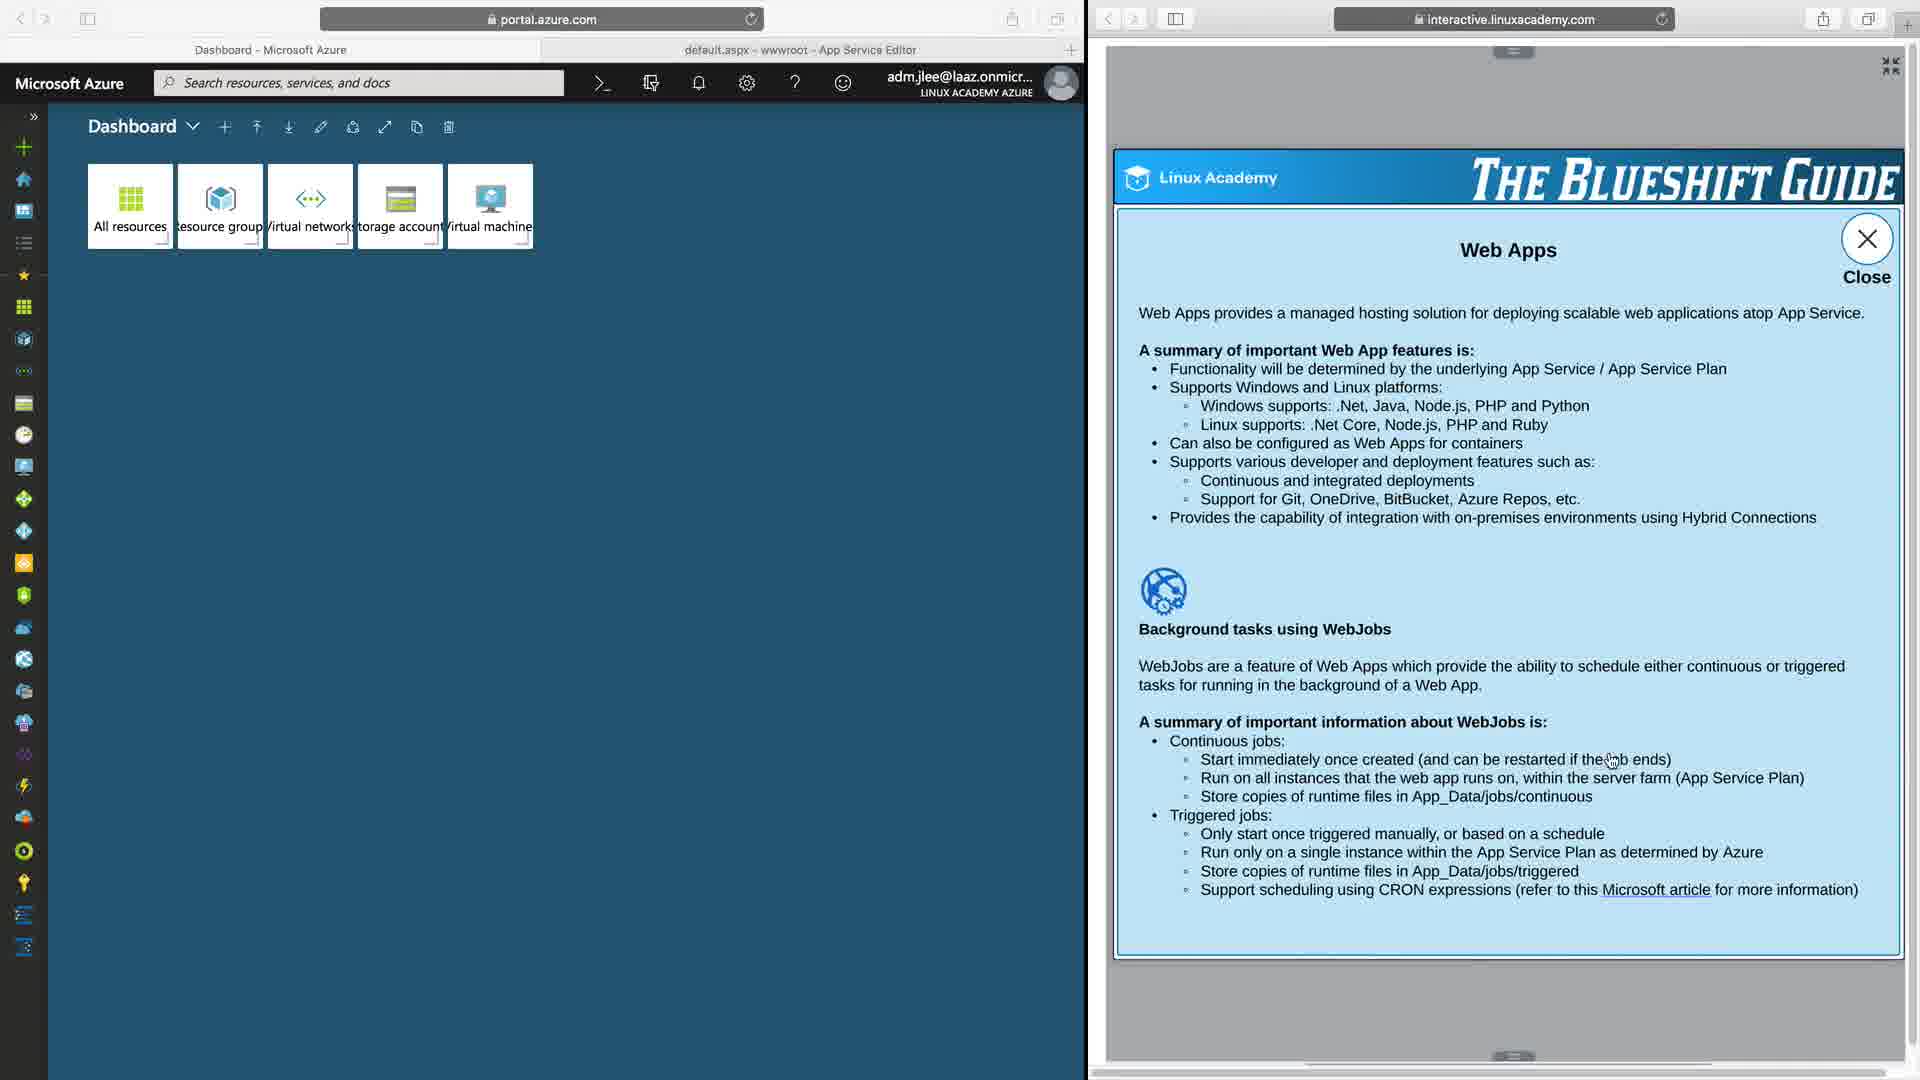 portal.azure.com
Dashboard - Microsoft Azure
default.aspx - wwwroot - App Service Editor
Microsoft Azure
Search resources, services, and docs
adm.jlee@laaz.onmicr...
LINUX ACADEMY AZURE
Dashboard
All resources
Resource group
Virtual network
torage account
Virtual machine
interactive.linuxacademy.com
Linux Academy
THE BLUESHIFT GUIDE
Web Apps
Close
Web Apps provides a managed hosting solution for deploying scalable web applications atop App Service.
A summary of important Web App features is:
• Functionality will be determined by the underlying App Service / App Service Plan
• Supports Windows and Linux platforms:
◦ Windows supports: .Net, Java, Node.js, PHP and Python
◦ Linux supports: .Net Core, Node.js, PHP and Ruby
• Can also be configured as Web Apps for containers
• Supports various developer and deployment features such as:
◦ Continuous and integrated deployments
◦ Support for Git, OneDrive, BitBucket, Azure Repos, etc.
• Provides the capability of integration with on-premises environments using Hybrid Connections
Background tasks using WebJobs
WebJobs are a feature of Web Apps which provide the ability to schedule either continuous or triggered
tasks for running in the background of a Web App.
A summary of important information about WebJobs is:
• Continuous jobs:
◦ Start immediately once created (and can be restarted if the job ends)
◦ Run on all instances that the web app runs on, within the server farm (App Service Plan)
◦ Store copies of runtime files in App_Data/jobs/continuous
• Triggered jobs:
◦ Only start once triggered manually, or based on a schedule
◦ Run only on a single instance within the App Service Plan as determined by Azure
◦ Store copies of runtime files in App_Data/jobs/triggered
◦ Support scheduling using CRON expressions (refer to this Microsoft article for more information)